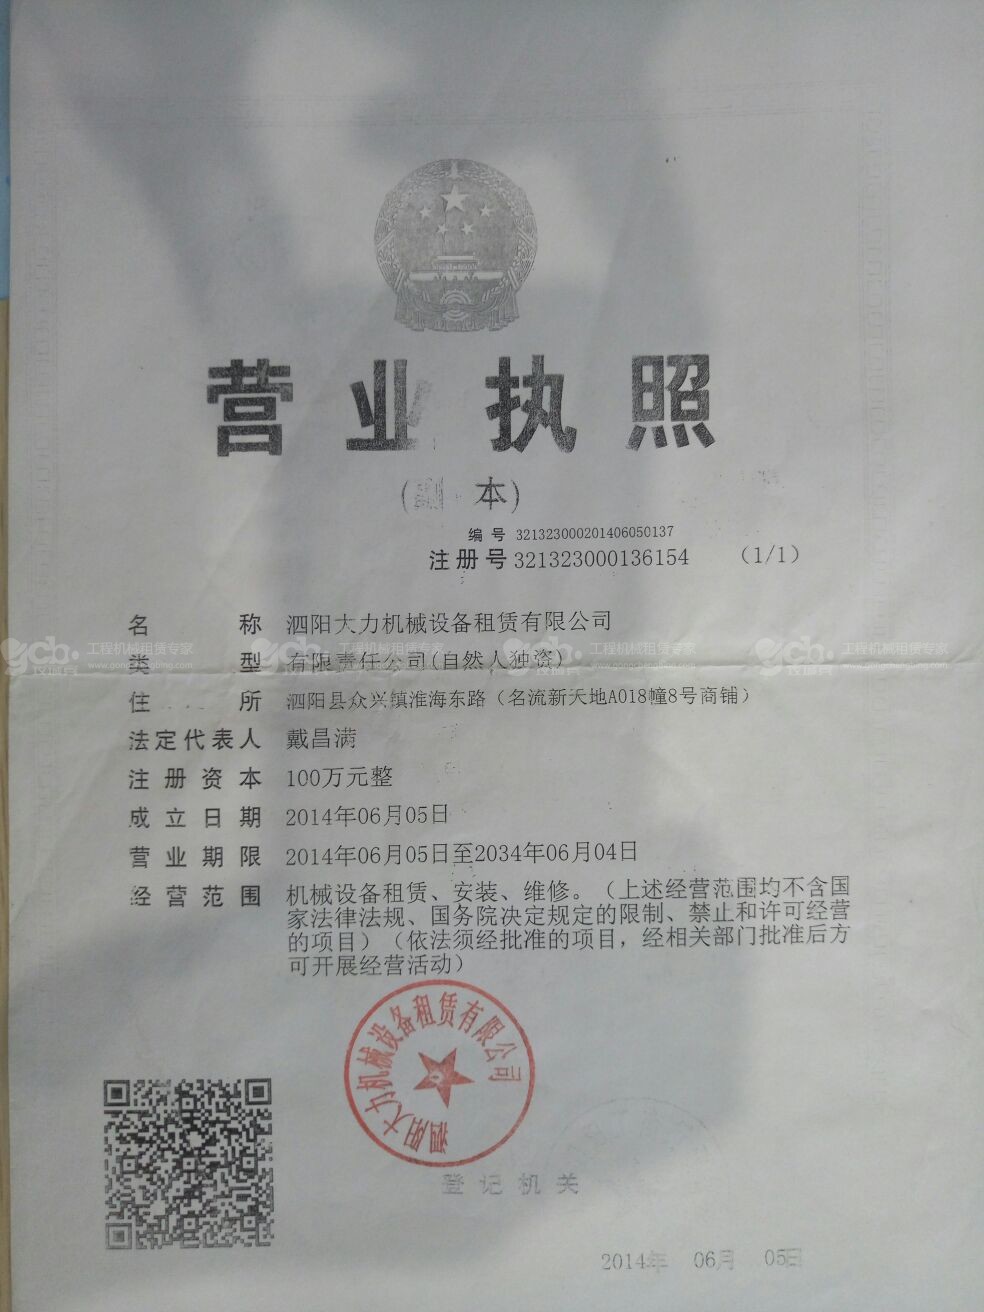 营业执照
(副本)
编号 321323000201406050137
注册号 321323000136154 (1/1)
名称 泗阳大力机械设备租赁有限公司
工程机械租赁专家
类型 有限责任公司(自然人独资)
住所 泗阳县众兴镇淮海东路（名流新天地A018幢8号商铺）
法定代表人 戴昌满
注册资本 100万元整
成立日期 2014年06月05日
营业期限 2014年06月05日至2034年06月04日
经营范围 机械设备租赁、安装、维修。（上述经营范围均不含国
家法律法规、国务院决定规定的限制、禁止和许可经营
的项目）（依法须经批准的项目，经相关部门批准后方
可开展经营活动）
泗阳大力机械设备租赁有限公司
登记机关
2014年 06月 05日